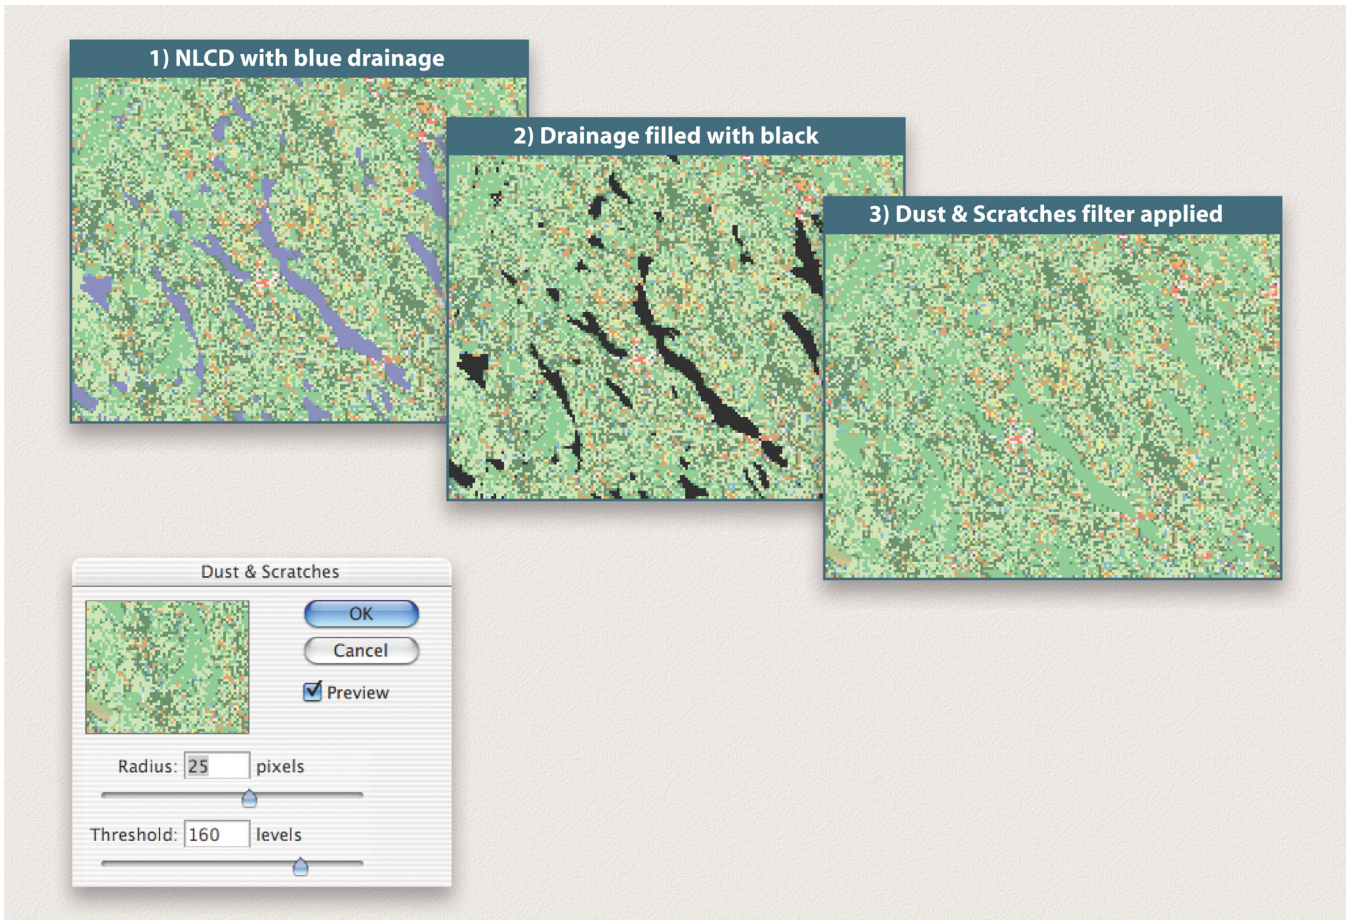 1) NLCD with blue drainage
2) Drainage filled with black
3) Dust & Scratches filter applied
Dust & Scratches
OK
Cancel
Preview
Radius: 25 pixels
Threshold: 160 levels